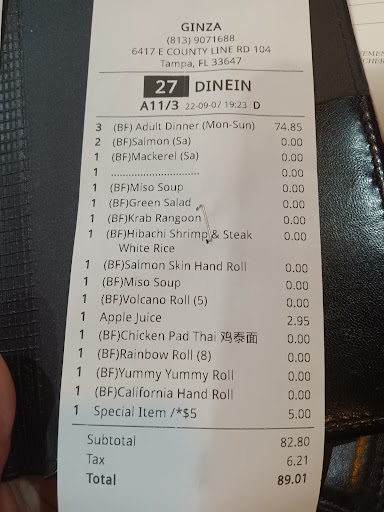 GINZA
(813) 9071688
6417 E COUNTY LINE RD 104
Tampa, FL 33647
27 DINEIN
A11/3 22-09-07 19:23 D
3 (BF) Adult Dinner (Mon-Sun) 74.85
2 (BF)Salmon (Sa) 0.00
1 (BF)Mackerel (Sa) 0.00
1 ............................. 0.00
1 (BF)Miso Soup 0.00
1 (BF)Green Salad 0.00
1 (BF)Krab Rangoon 0.00
1 (BF)Hibachi Shrimp & Steak 0.00
White Rice
1 (BF)Salmon Skin Hand Roll 0.00
1 (BF)Miso Soup 0.00
1 (BF)Volcano Roll (5) 0.00
1 Apple Juice 2.95
1 (BF)Chicken Pad Thai 鸡泰面 0.00
1 (BF)Rainbow Roll (8) 0.00
1 (BF)Yummy Yummy Roll 0.00
1 (BF)California Hand Roll 0.00
1 Special Item /*$5 5.00
Subtotal 82.80
Tax 6.21
Total 89.01